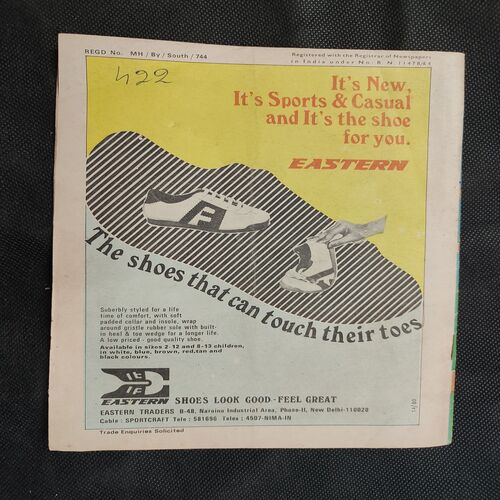 REGD No. MH / By / South / 744
Registered with the Registrar of Newspapers
in India under No. R. N. 11478/64
422
It's New,
It's Sports & Casual
and It's the shoe
for you.
EASTERN
The shoes that can touch their toes
Suberbly styled for a life
time of comfort, with soft
padded collar and insole, wrap
around gristle rubber sole with built-
in heel & toe wedge for a longer life.
A low priced - good quality shoe.
Available in sizes 2-12 and 8-13 children,
in white, blue, brown, red,tan and
black colours.
EASTERN
SHOES LOOK GOOD - FEEL GREAT
EASTERN TRADERS B-48, Naraina Industrial Area, Phase-II, New Delhi-110028
Cable : SPORTCRAFT Tele : 581696 Telex : 4507-NIMA-IN
Trade Enquiries Solicited